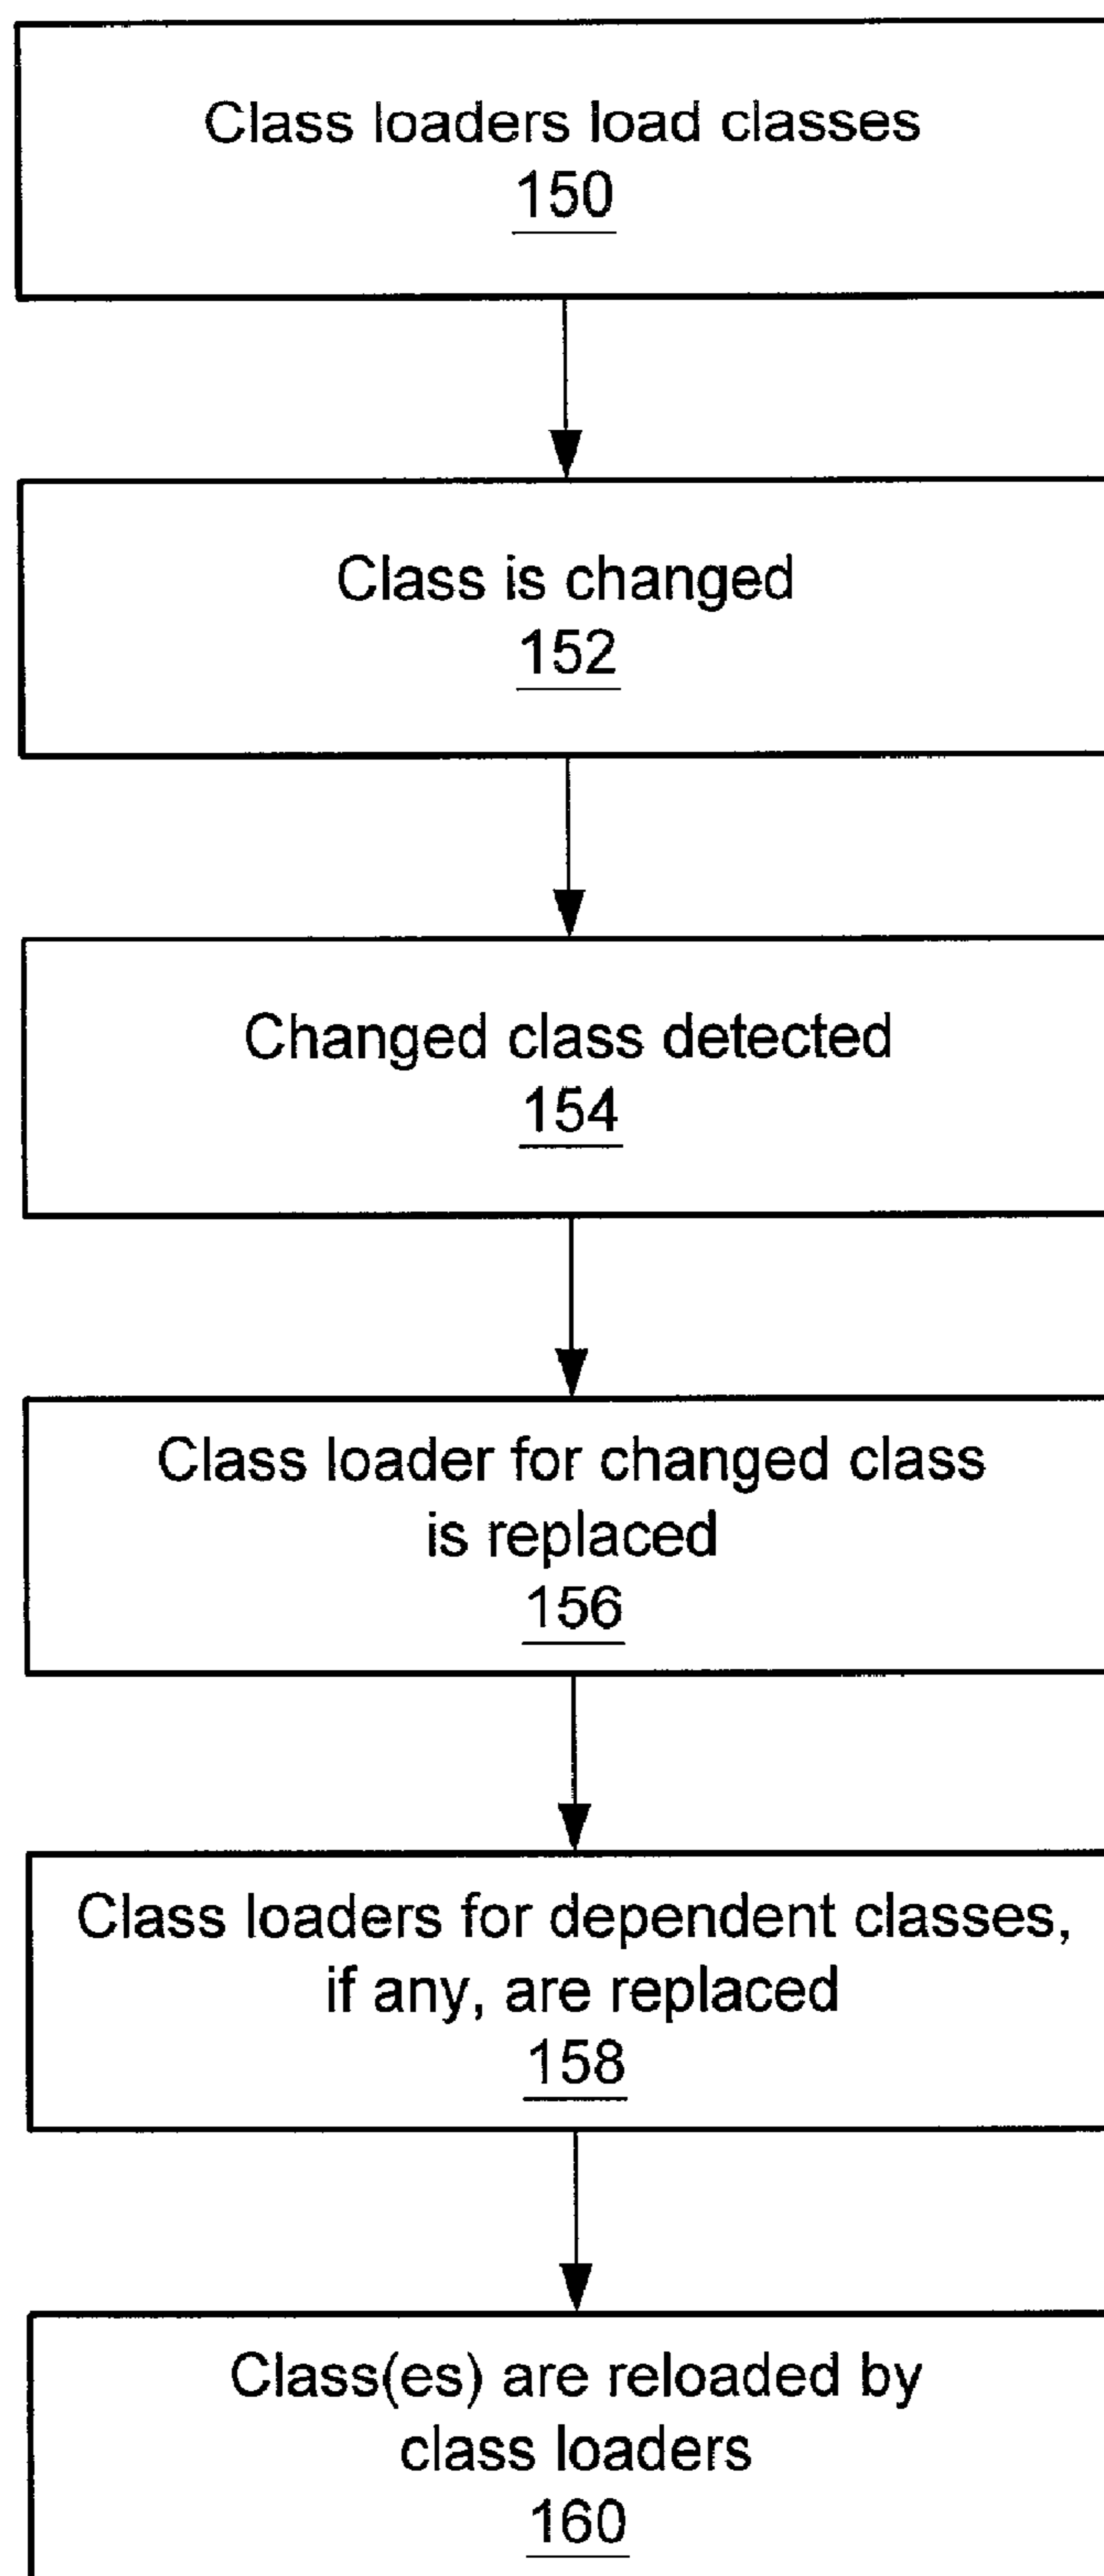 Class loaders load classes
150
Class is changed
152
Changed class detected
154
Class loader for changed class
is replaced
156
Class loaders for dependent classes,
if any, are replaced
158
Class(es) are reloaded by
class loaders
160